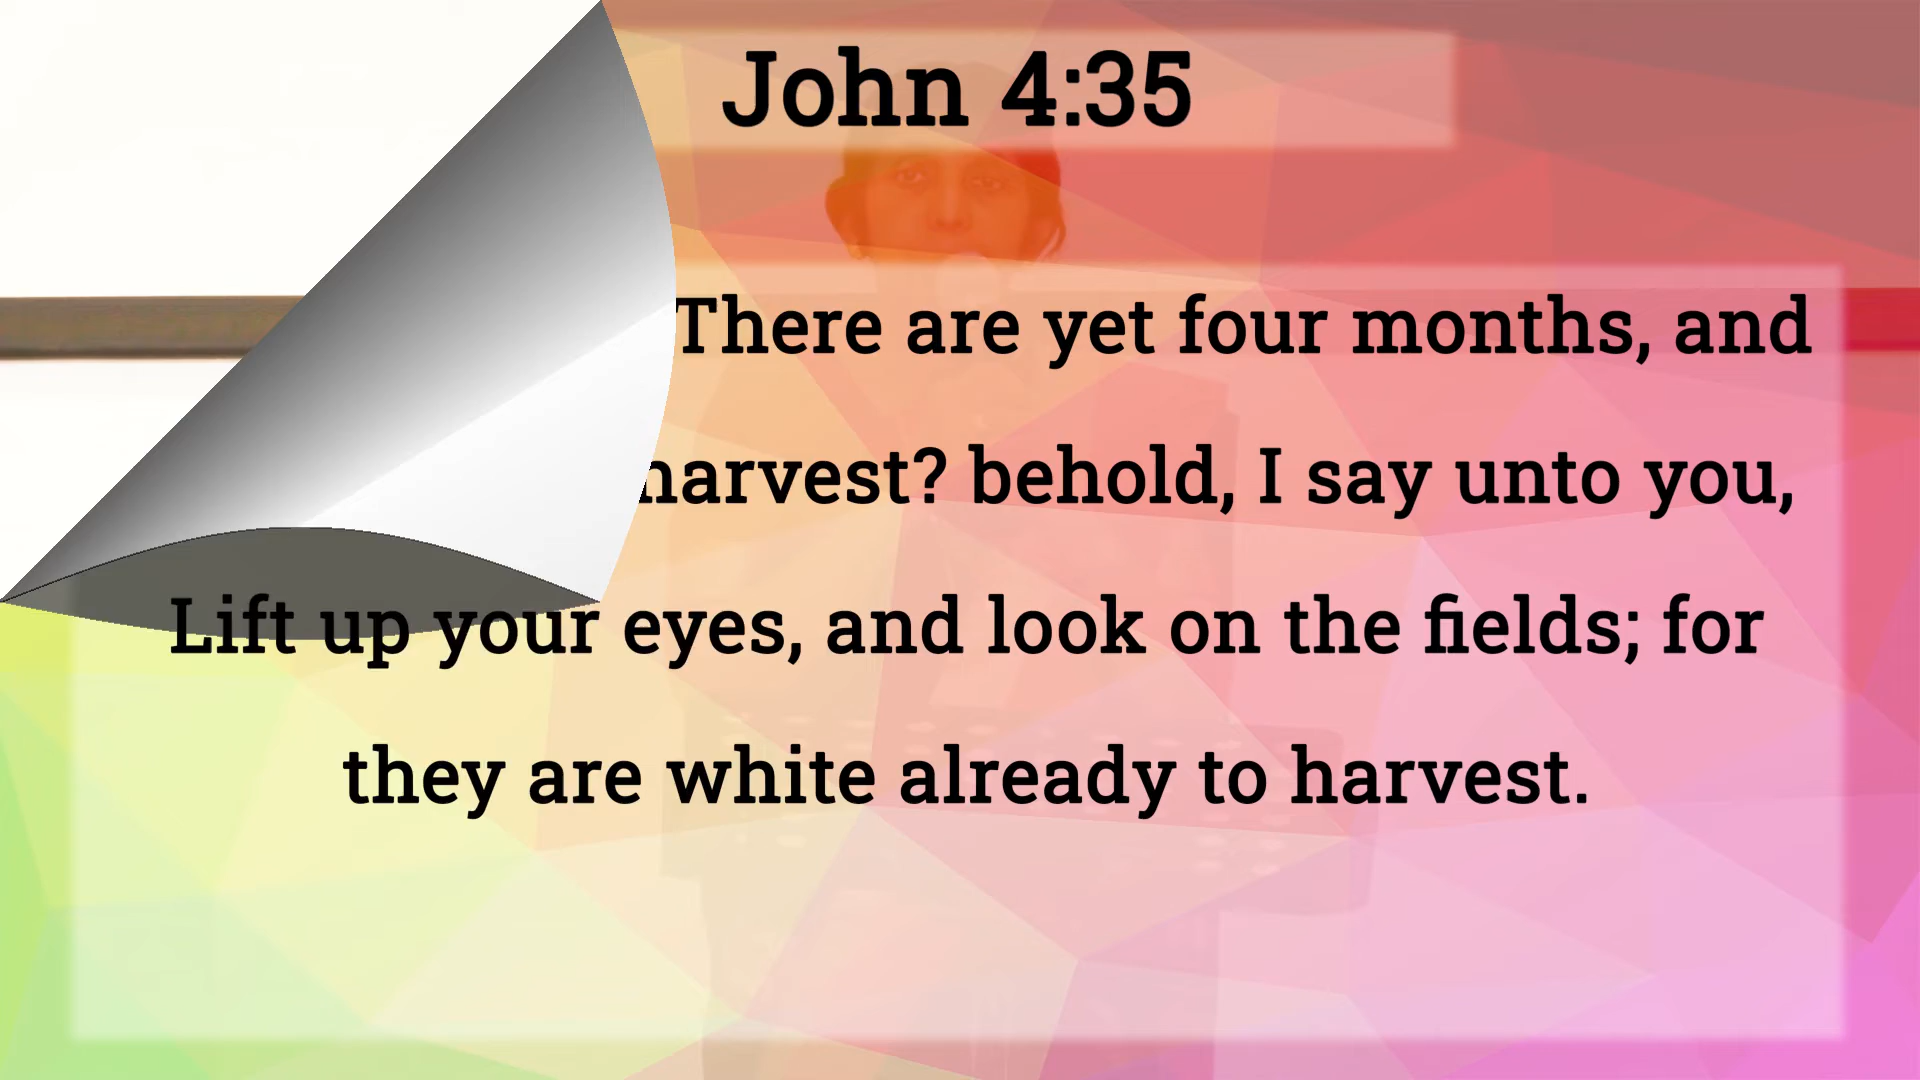 John 4:35
There are yet four months, and
harvest? behold, I say unto you,
Lift up your eyes, and look on the fields; for
they are white already to harvest.